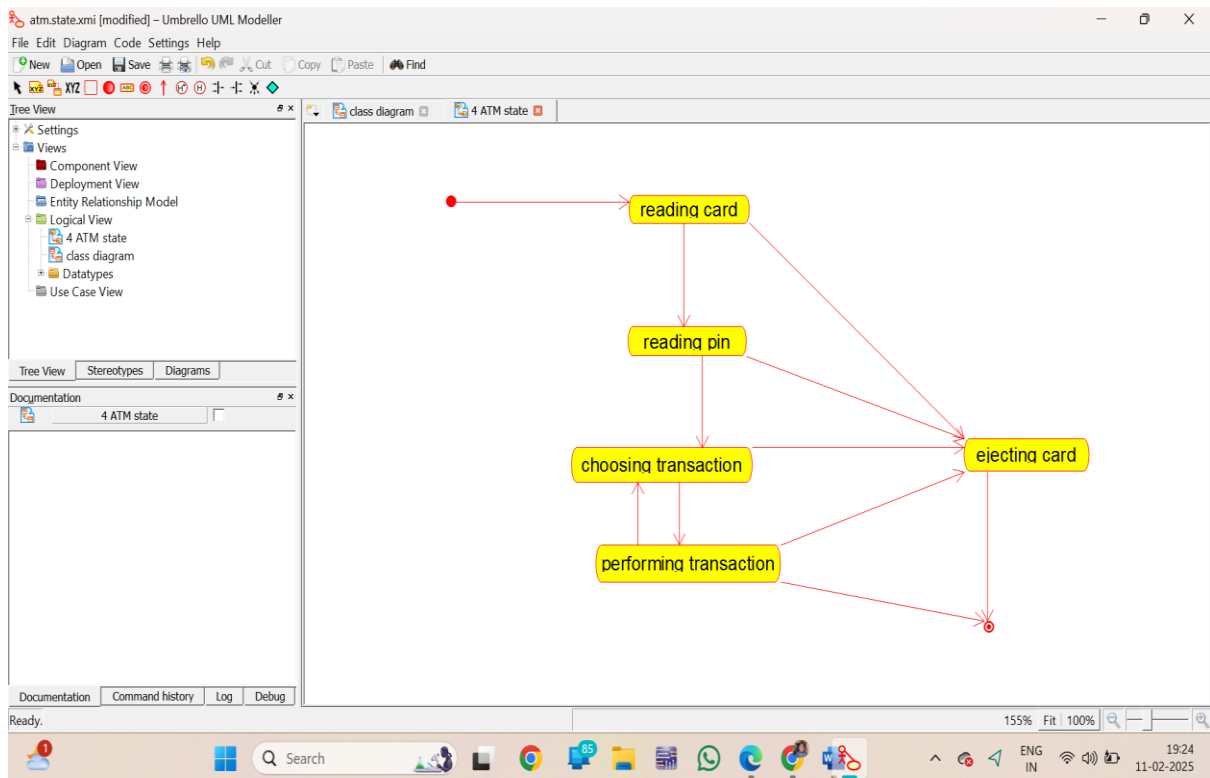 atm.state.xmi [modified] – Umbrello UML Modeller
File Edit Diagram Code Settings Help
New Open Save Cut Copy Paste Find
XYZ XYZ ABC H H
Tree View
class diagram
4 ATM state
Settings
Views
Component View
Deployment View
Entity Relationship Model
Logical View
4 ATM state
class diagram
Datatypes
Use Case View
Tree View Stereotypes Diagrams
Documentation
4 ATM state
reading card
reading pin
choosing transaction
ejecting card
performing transaction
Documentation Command history Log Debug
Ready.
155% Fit 100%
1
Search
85
W
ENG
IN
19:24
11-02-2025